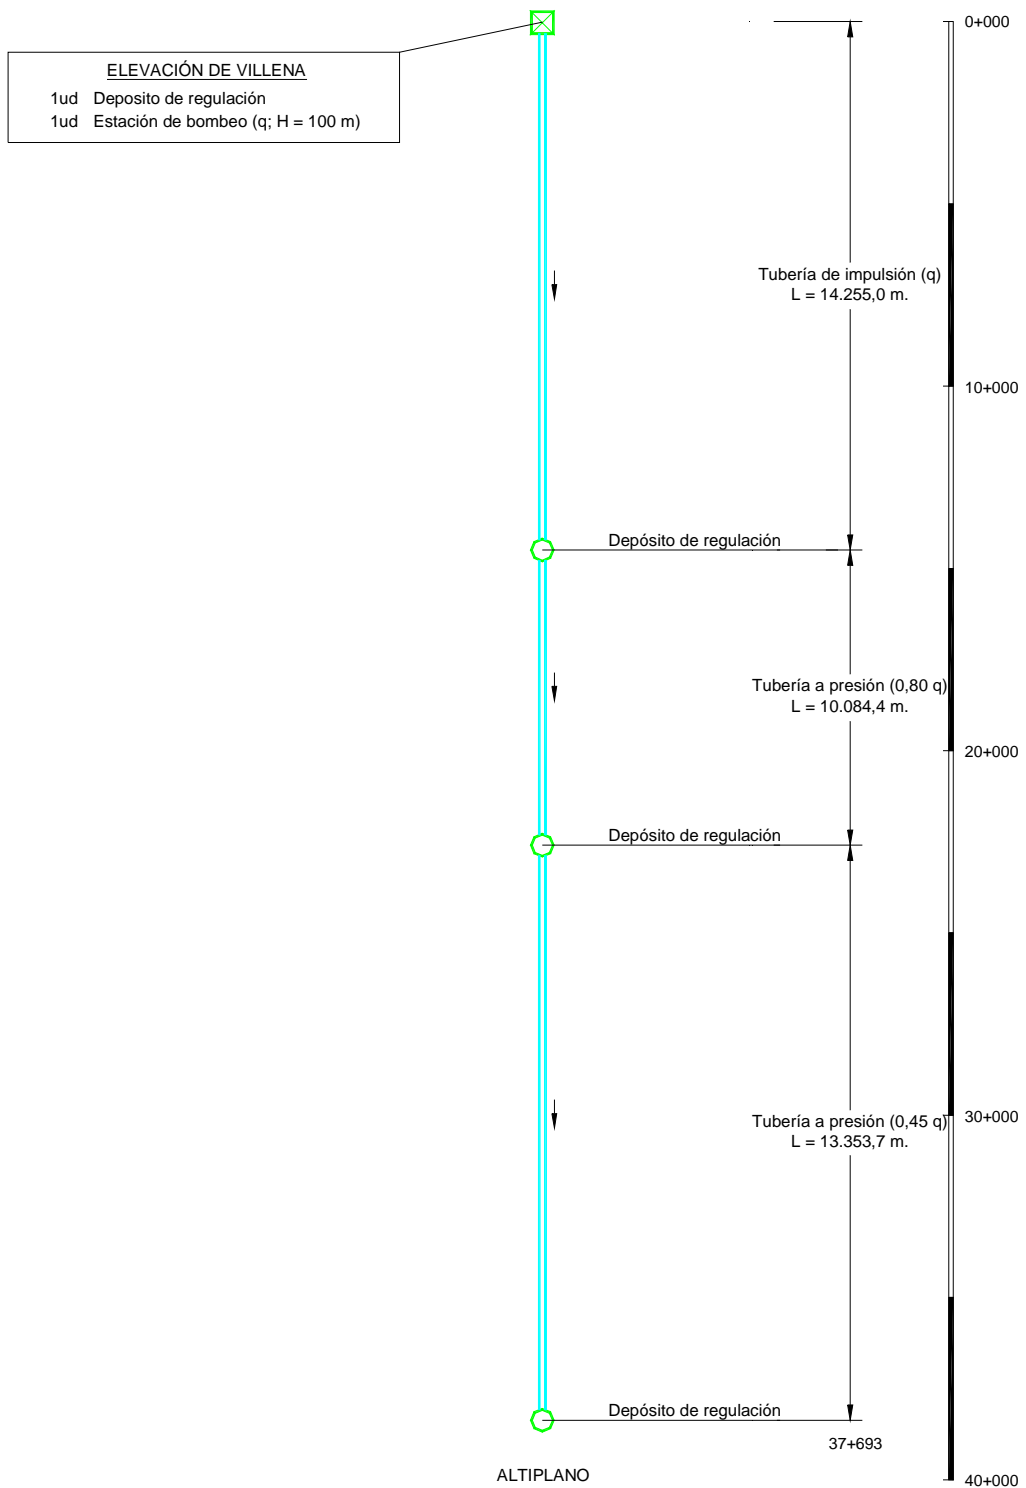 0+000
ELEVACIÓN DE VILLENA
1ud Deposito de regulación
1ud Estación de bombeo (q; H = 100 m)
Tubería de impulsión (q)
L = 14.255,0 m.
10+000
Depósito de regulación
Tubería a presión (0,80 q)
L = 10.084,4 m.
20+000
Depósito de regulación
30+000
Tubería a presión (0,45 q)
L = 13.353,7 m.
Depósito de regulación
37+693
ALTIPLANO
40+000